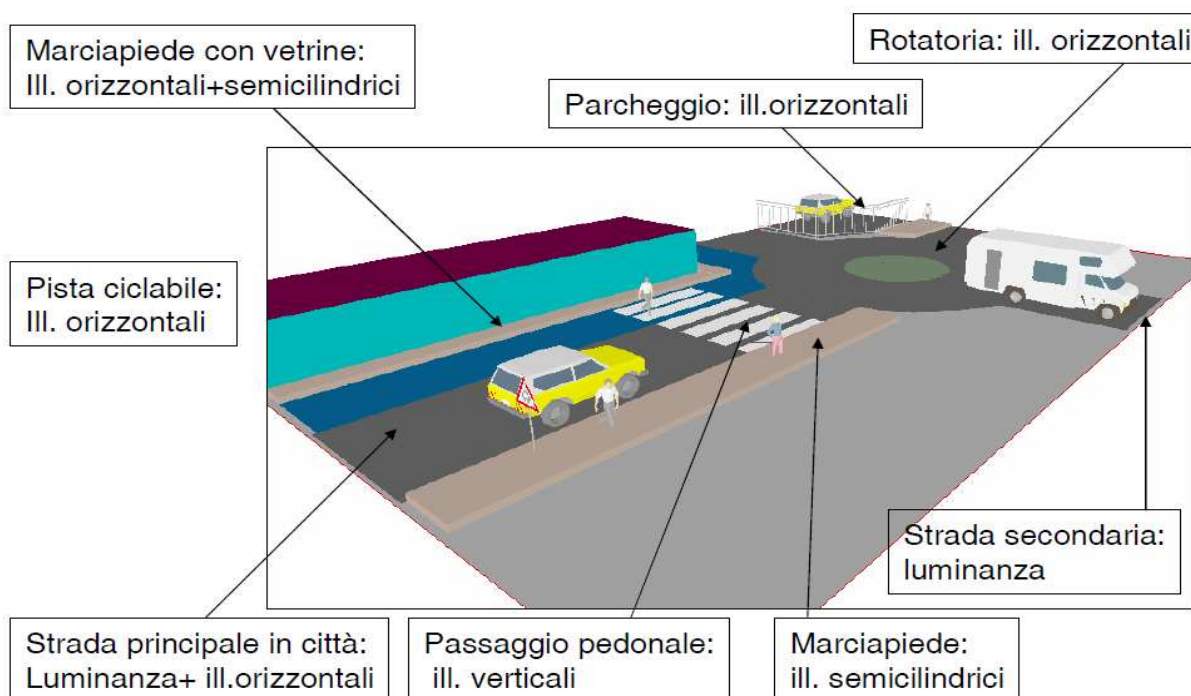 Marciapiede con vetrine:
Ill. orizzontali+semicilindrici
Rotatoria: ill. orizzontali
Parcheggio: ill.orizzontali
Pista ciclabile:
Ill. orizzontali
Strada secondaria:
luminanza
Strada principale in città:
Luminanza+ ill.orizzontali
Passaggio pedonale:
ill. verticali
Marciapiede:
ill. semicilindrici